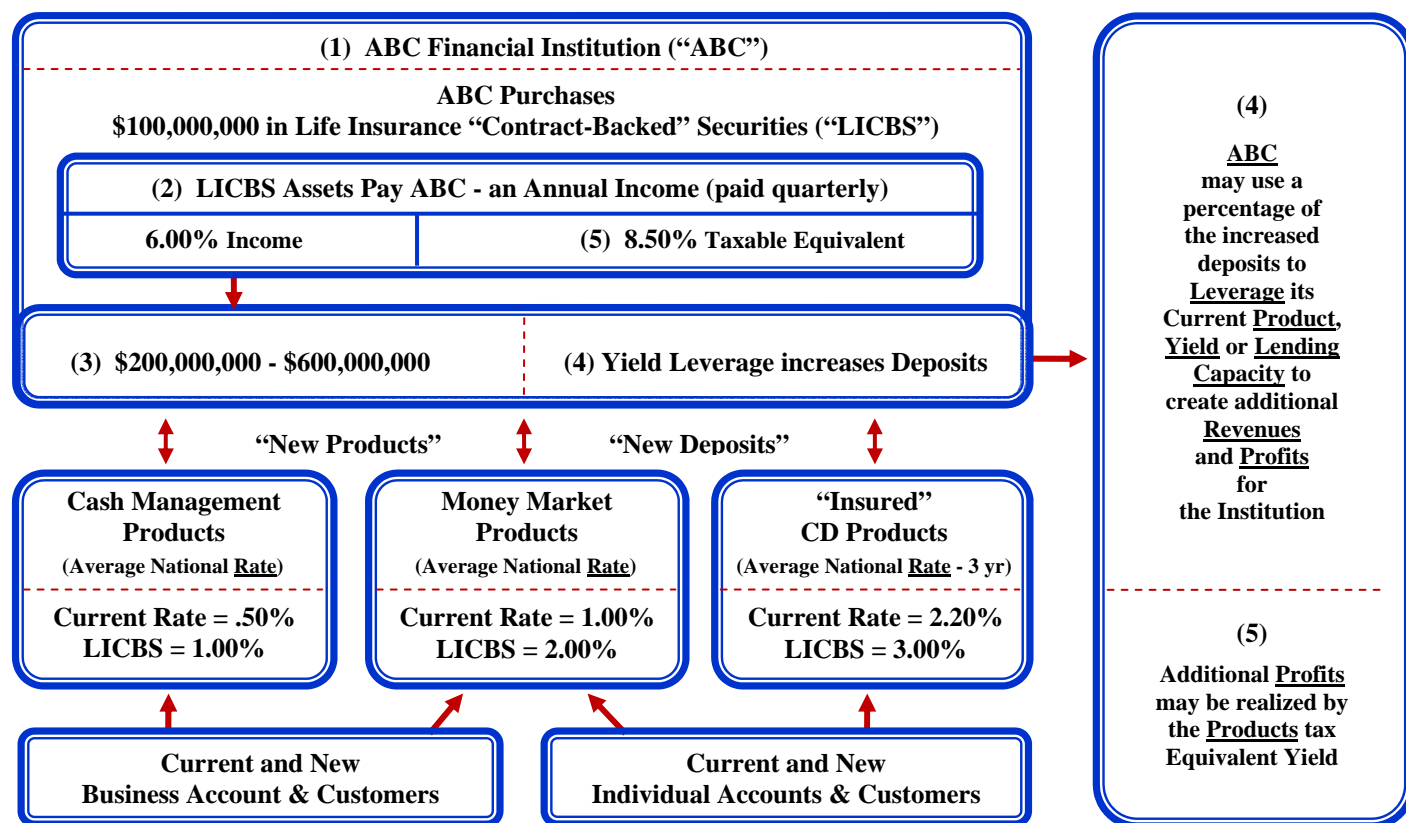 (1) ABC Financial Institution (“ABC”)
ABC Purchases
$100,000,000 in Life Insurance “Contract-Backed” Securities (“LICBS”)
(2) LICBS Assets Pay ABC - an Annual Income (paid quarterly)
6.00% Income
(5) 8.50% Taxable Equivalent
(3) $200,000,000 - $600,000,000
(4) Yield Leverage increases Deposits
“New Products”
“New Deposits”
Cash Management
Products
(Average National Rate)
Current Rate = .50%
LICBS = 1.00%
Money Market
Products
(Average National Rate)
Current Rate = 1.00%
LICBS = 2.00%
“Insured”
CD Products
(Average National Rate - 3 yr)
Current Rate = 2.20%
LICBS = 3.00%
Current and New
Business Account & Customers
Current and New
Individual Accounts & Customers
(4)
ABC
may use a
percentage of
the increased
deposits to
Leverage its
Current Product,
Yield or Lending
Capacity to
create additional
Revenues
and Profits
for
the Institution
(5)
Additional Profits
may be realized by
the Products tax
Equivalent Yield